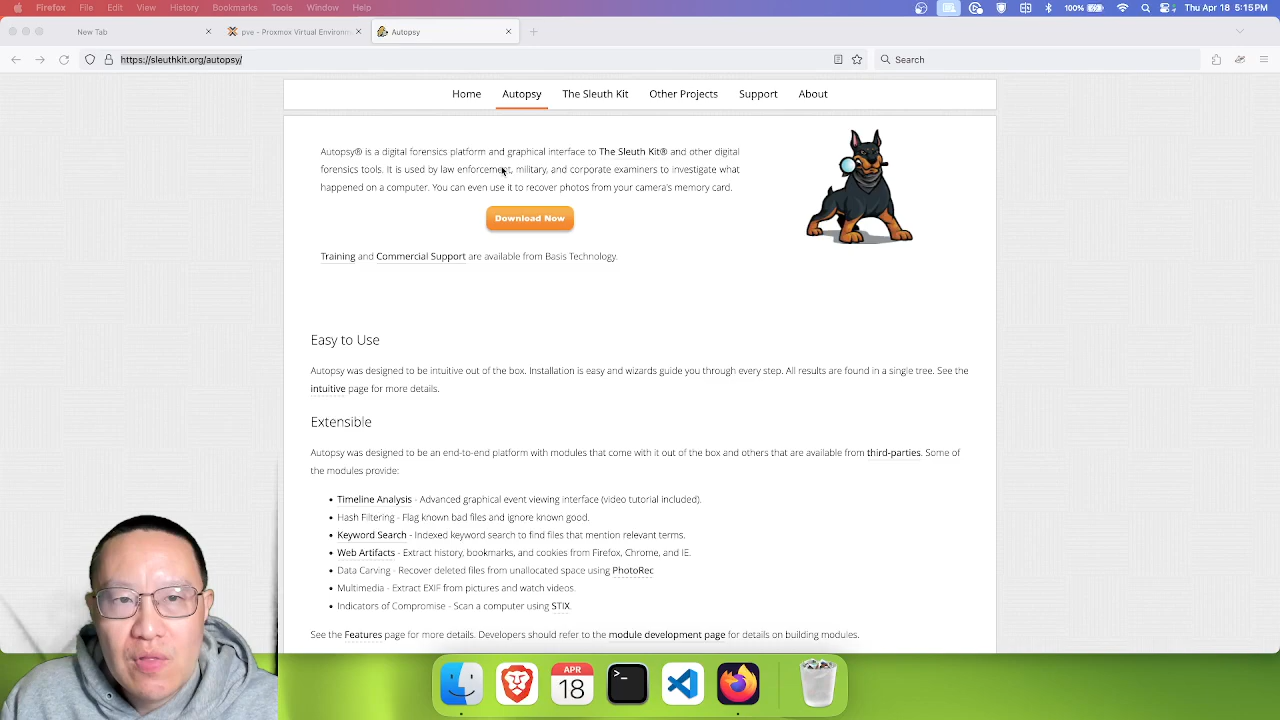 Firefox File Edit View History Bookmarks Tools Window Help 100% Thu Apr 18 5:15 PM
New Tab pve - Proxmox Virtual Environm Autopsy
https://sleuthkit.org/autopsy/ Search
Home Autopsy The Sleuth Kit Other Projects Support About
Autopsy® is a digital forensics platform and graphical interface to The Sleuth Kit® and other digital
forensics tools. It is used by law enforcement, military, and corporate examiners to investigate what
happened on a computer. You can even use it to recover photos from your camera's memory card.
Download Now
Training and Commercial Support are available from Basis Technology.
Easy to Use
Autopsy was designed to be intuitive out of the box. Installation is easy and wizards guide you through every step. All results are found in a single tree. See the
intuitive page for more details.
Extensible
Autopsy was designed to be an end-to-end platform with modules that come with it out of the box and others that are available from third-parties. Some of
the modules provide:
• Timeline Analysis - Advanced graphical event viewing interface (video tutorial included).
• Hash Filtering - Flag known bad files and ignore known good.
• Keyword Search - Indexed keyword search to find files that mention relevant terms.
• Web Artifacts - Extract history, bookmarks, and cookies from Firefox, Chrome, and IE.
• Data Carving - Recover deleted files from unallocated space using PhotoRec
• Multimedia - Extract EXIF from pictures and watch videos.
• Indicators of Compromise - Scan a computer using STIX.
See the Features page for more details. Developers should refer to the module development page for details on building modules.
APR
18